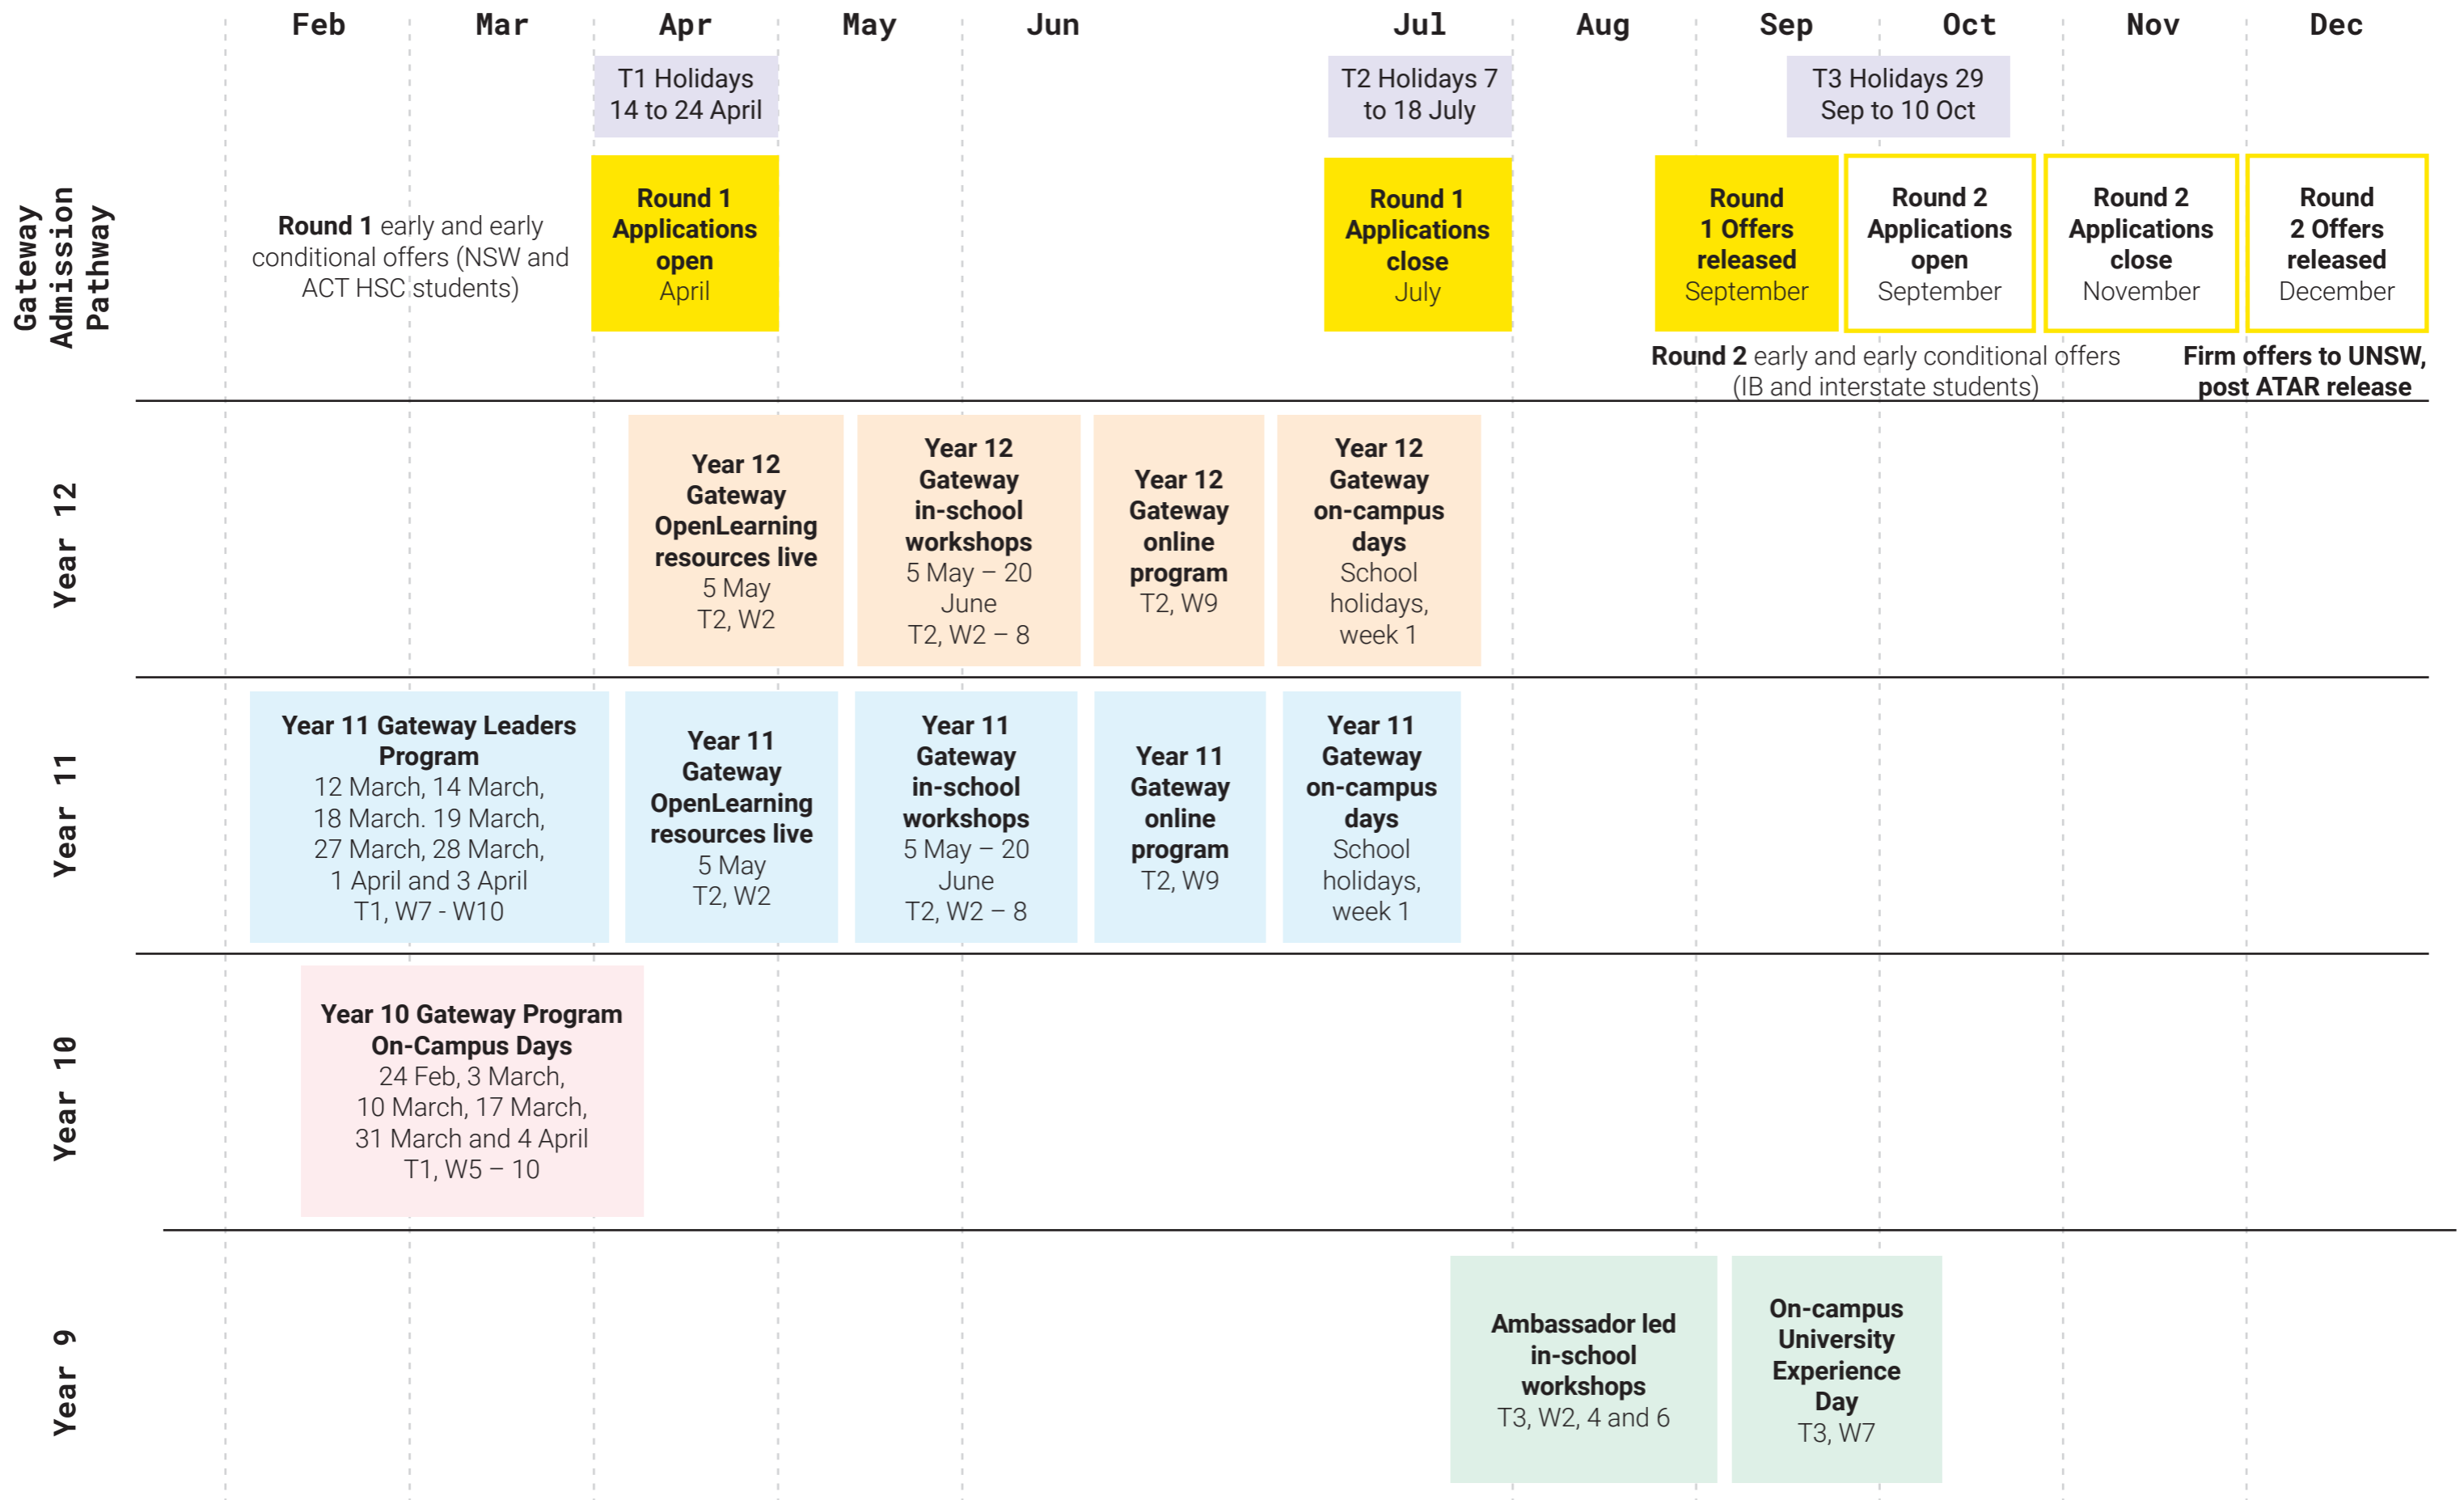 Feb Mar Apr May Jun Jul Aug Sep Oct Nov Dec
T1 Holidays
14 to 24 April
T2 Holidays 7
to 18 July
T3 Holidays 29
Sep to 10 Oct
Gateway
Admission
Pathway
Round 1 early and early
conditional offers (NSW and
ACT HSC students)
Round 1
Applications
open
April
Round 1
Applications
close
July
Round
1 Offers
released
September
Round 2
Applications
open
September
Round 2
Applications
close
November
Round
2 Offers
released
December
Round 2 early and early conditional offers
(IB and interstate students)
Firm offers to UNSW,
post ATAR release
Year 12
Year 12
Gateway
OpenLearning
resources live
5 May
T2, W2
Year 12
Gateway
in-school
workshops
5 May – 20
June
T2, W2 – 8
Year 12
Gateway
online
program
T2, W9
Year 12
Gateway
on-campus
days
School
holidays,
week 1
Year 11
Year 11 Gateway Leaders
Program
12 March, 14 March,
18 March. 19 March,
27 March, 28 March,
1 April and 3 April
T1, W7 - W10
Year 11
Gateway
OpenLearning
resources live
5 May
T2, W2
Year 11
Gateway
in-school
workshops
5 May – 20
June
T2, W2 – 8
Year 11
Gateway
online
program
T2, W9
Year 11
Gateway
on-campus
days
School
holidays,
week 1
Year 10
Year 10 Gateway Program
On-Campus Days
24 Feb, 3 March,
10 March, 17 March,
31 March and 4 April
T1, W5 – 10
Year 9
Ambassador led
in-school
workshops
T3, W2, 4 and 6
On-campus
University
Experience
Day
T3, W7